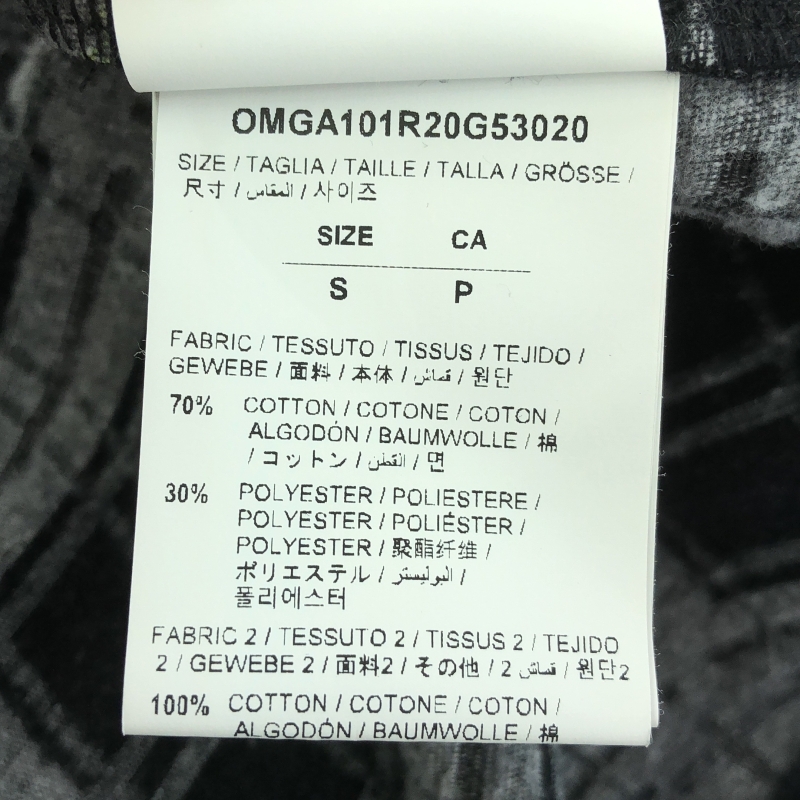 OMGA101R20G53020
SIZE / TAGLIA / TAILLE / TALLA / GRÖSSE /
尺寸 / المقاس / 사이즈
SIZE CA
S P
FABRIC / TESSUTO / TISSUS / TEJIDO /
GEWEBE / 面料 / 本体 / قماش / 원단
70% COTTON / COTONE / COTON /
ALGODÓN / BAUMWOLLE / 棉
/ コットン / القطن / 면
30% POLYESTER / POLIESTERE /
POLYESTER / POLIÉSTER /
POLYESTER / 聚酯纤维 /
ポリエステル / البوليستر /
폴리에스터
FABRIC 2 / TESSUTO 2 / TISSUS 2 / TEJIDO
2 / GEWEBE 2 / 面料2 / その他 / 2 قماش / 원단2
100% COTTON / COTONE / COTON /
ALGODÓN / BAUMWOLLE / 棉